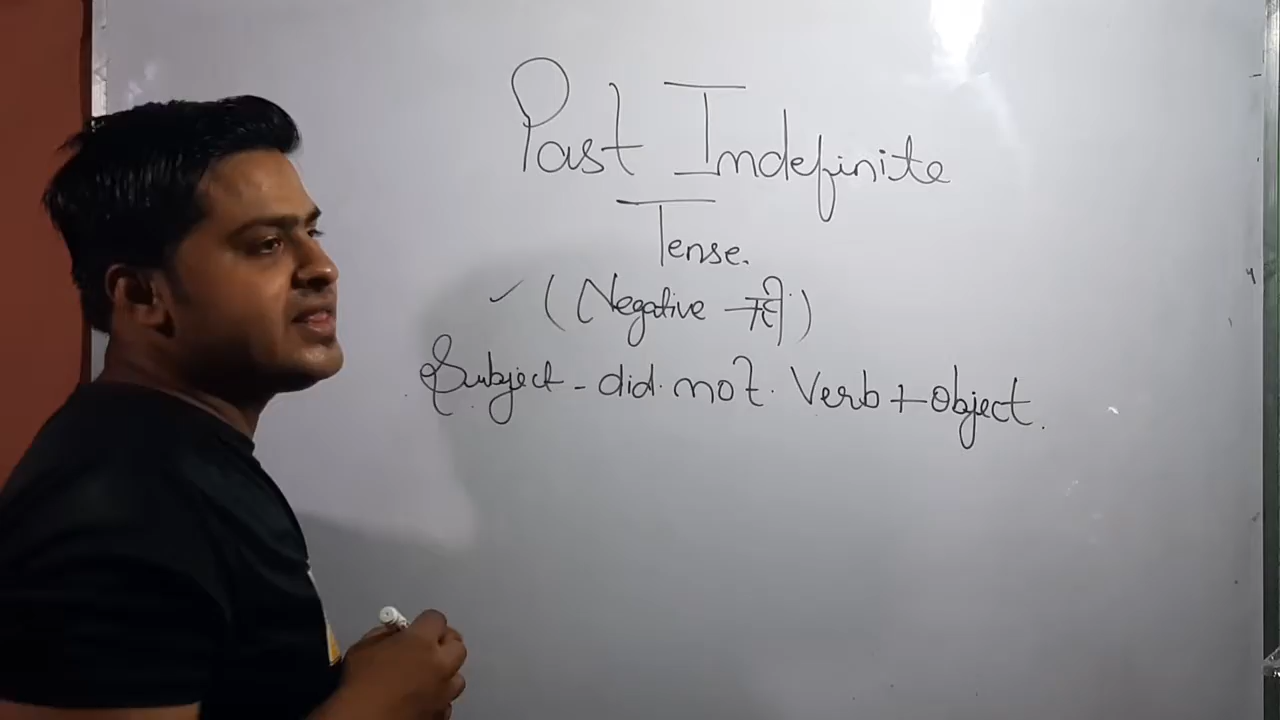 Past Indefinite
Tense.
✓ (Negative नहीं)
Subject - did not Verb + object.